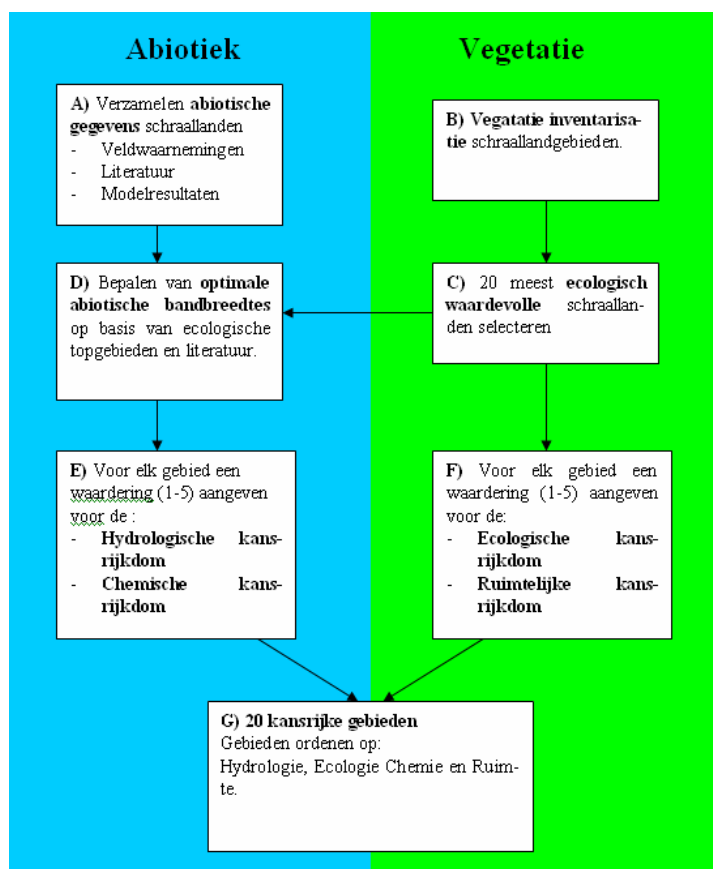 Abiotiek
Vegetatie
A) Verzamelen abiotische
gegevens schraallanden
- Veldwaarnemingen
- Literatuur
- Modelresultaten
B) Vegatatie inventarisa-
tie schraallandgebieden.
D) Bepalen van optimale
abiotische bandbreedtes
op basis van ecologische
topgebieden en literatuur.
C) 20 meest ecologisch
waardevolle schraallan-
den selecteren
E) Voor elk gebied een
waardering (1-5) aangeven
voor de :
- Hydrologische kans-
rijkdom
- Chemische kans-
rijkdom
F) Voor elk gebied een
waardering (1-5) aangeven
voor de:
- Ecologische kans-
rijkdom
- Ruimtelijke kans-
rijkdom
G) 20 kansrijke gebieden
Gebieden ordenen op:
Hydrologie, Ecologie Chemie en Ruim-
te.